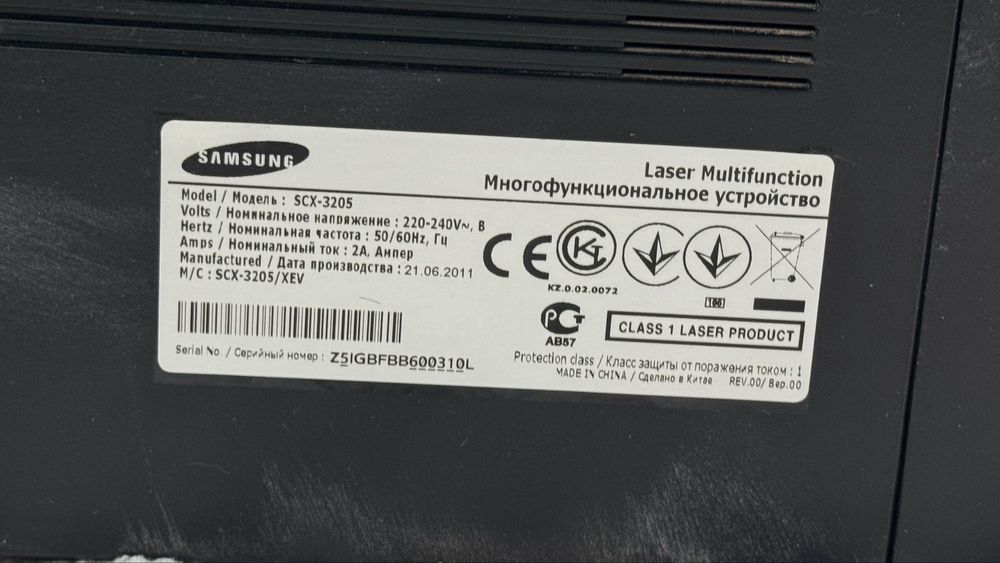 SAMSUNG
Laser Multifunction
Многофункциональное устройство
Model / Модель : SCX-3205
Volts / Номинальное напряжение : 220-240V~, В
Hertz / Номинальная частота : 50/60Hz, Гц
Amps / Номинальный ток : 2A, Ампер
Manufactured / Дата производства : 21.06.2011
M/C : SCX-3205/XEV
CE
KZ.0.02.0072
100
AB57
CLASS 1 LASER PRODUCT
Serial No. / Серийный номер : Z5IGBFBB600310L
Protection class / Класс защиты от поражения током : 1
MADE IN CHINA / Сделано в Китае REV.00/ Вер.00